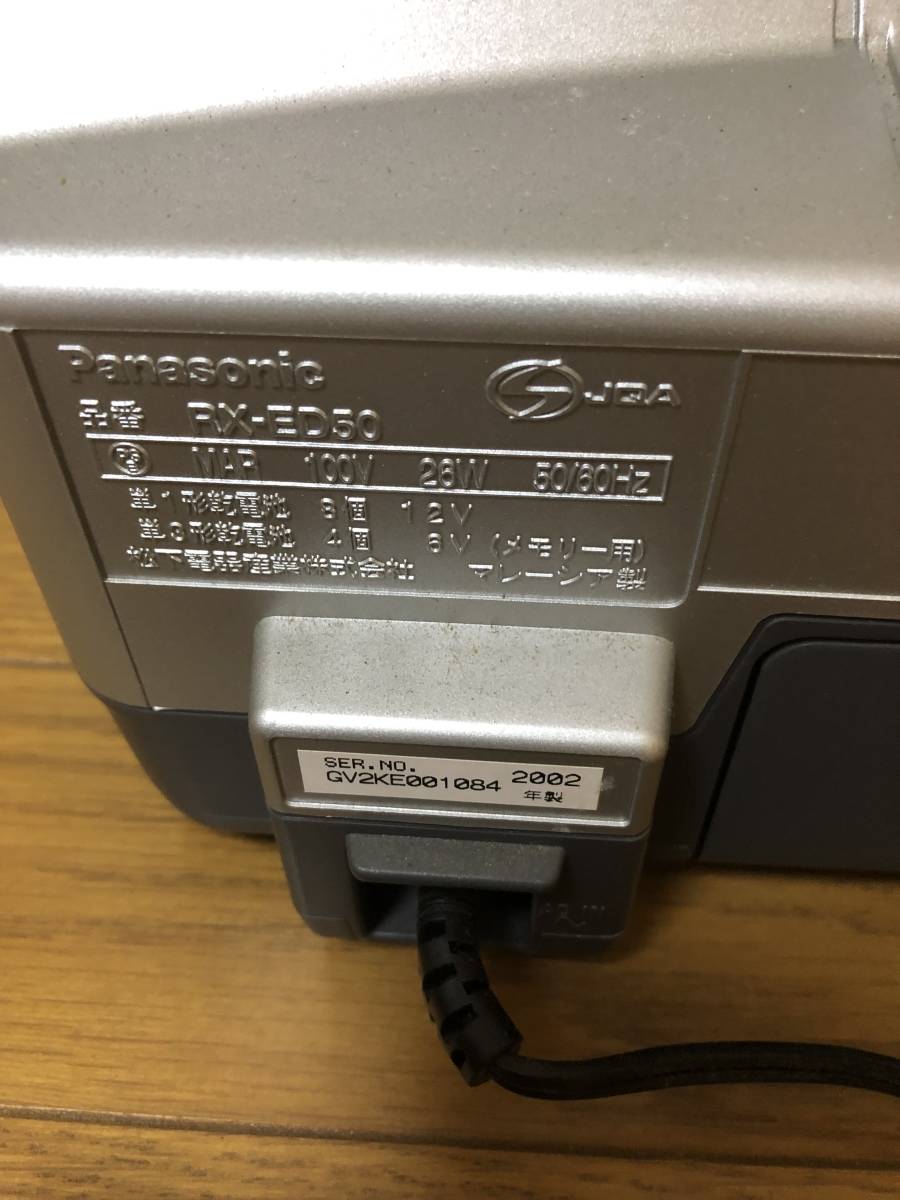 Panasonic
S JQA
品番 RX-ED50
PSE MAR 100V 26W 50/60Hz
単1形乾電池 8個 12V
単3形乾電池 4個 6V (メモリー用)
松下電器産業株式会社 マレーシア製
SER.NO.
GV2KE001084 2002
年製